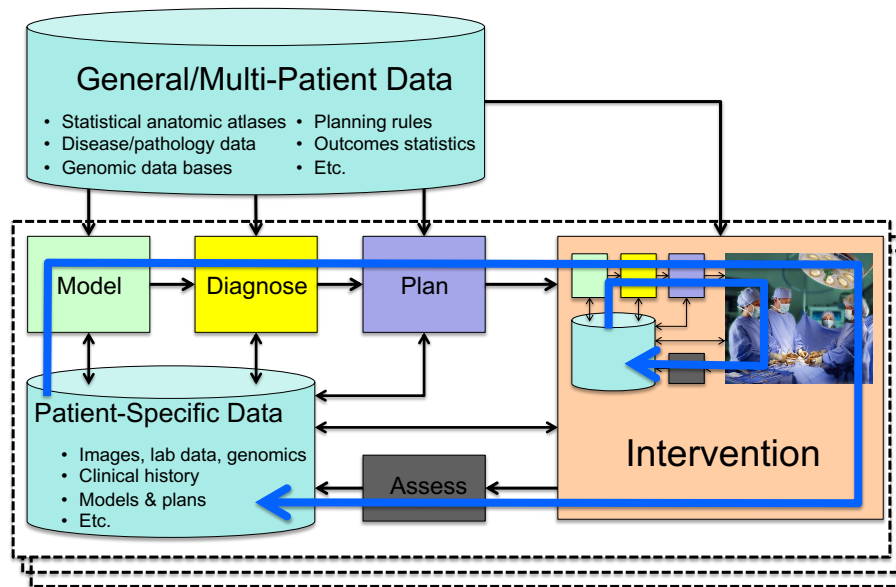 General/Multi-Patient Data
• Statistical anatomic atlases
• Disease/pathology data
• Genomic data bases
• Planning rules
• Outcomes statistics
• Etc.
Model
Diagnose
Plan
Patient-Specific Data
• Images, lab data, genomics
• Clinical history
• Models & plans
• Etc.
Assess
Intervention